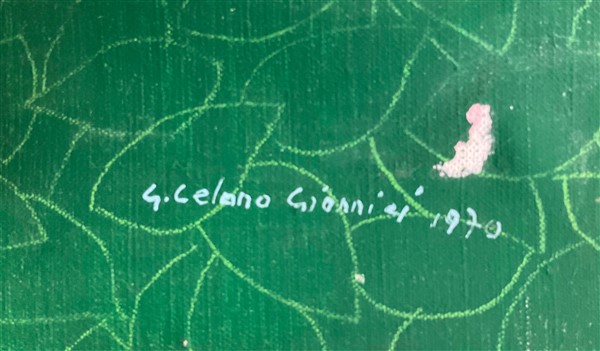 G. Celano Giannici 1970